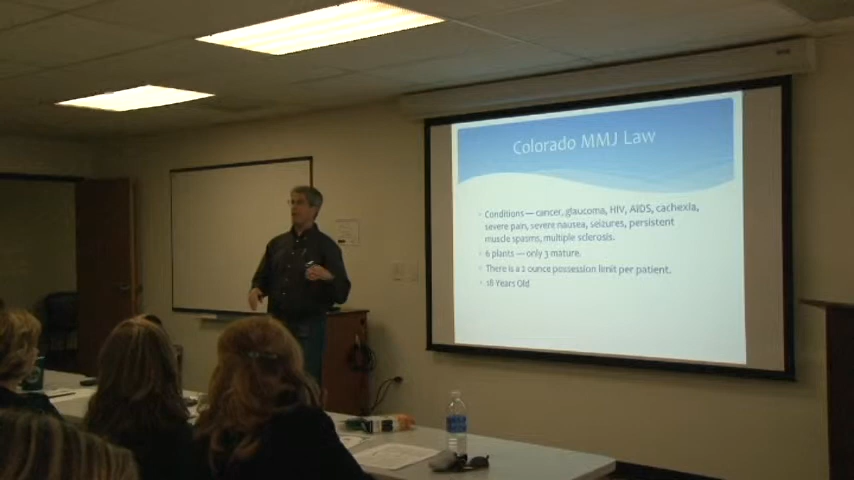 Colorado MMJ Law
Conditions — cancer, glaucoma, HIV, AIDS, cachexia,
severe pain, severe nausea, seizures, persistent
muscle spasms, multiple sclerosis.
6 plants — only 3 mature.
There is a 2 ounce possession limit per patient.
18 Years Old